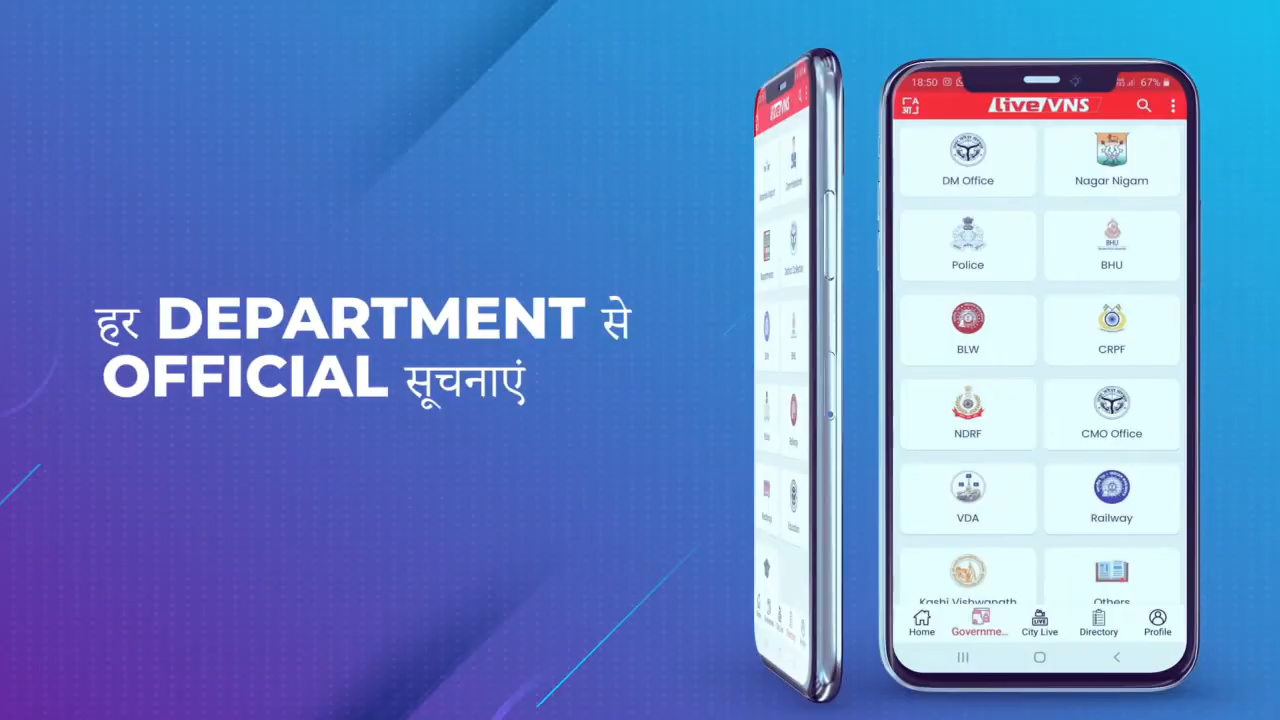 हर DEPARTMENT से
OFFICIAL सूचनाएं
18:50
67%
Live VNS
DM Office
Nagar Nigam
Police
BHU
BHU
BLW
CRPF
NDRF
CMO Office
VDA
Railway
Kashi Vishwanath
Others
Home
Governme...
City Live
Directory
Profile